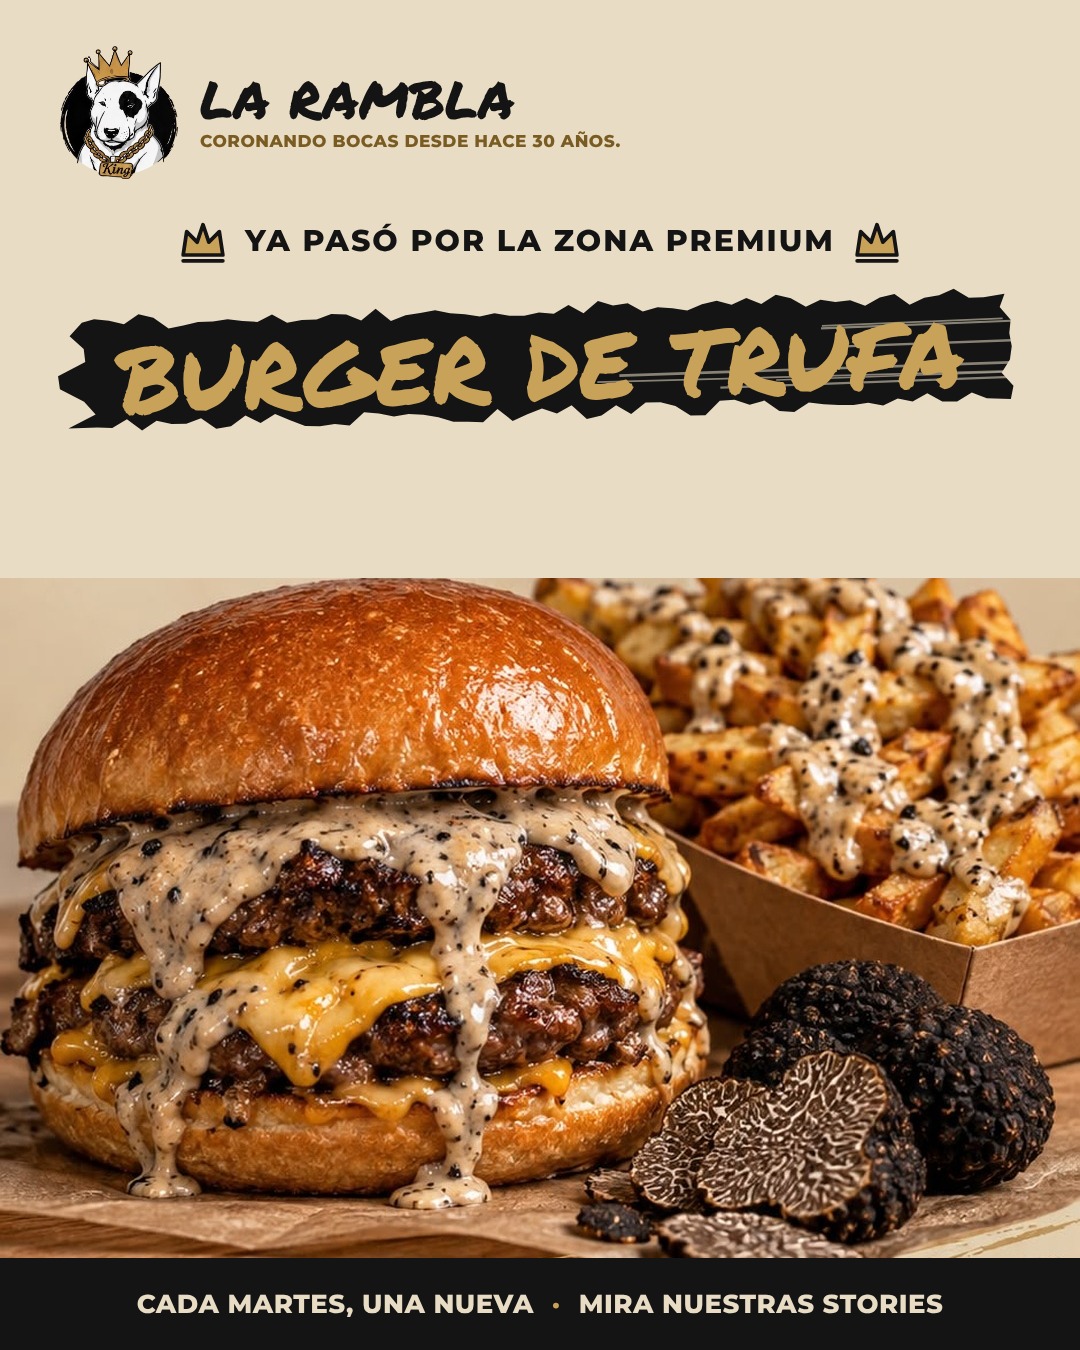 LA RAMBLA
CORONANDO BOCAS DESDE HACE 30 AÑOS.
King
YA PASÓ POR LA ZONA PREMIUM
BURGER DE TRUFA
CADA MARTES, UNA NUEVA • MIRA NUESTRAS STORIES